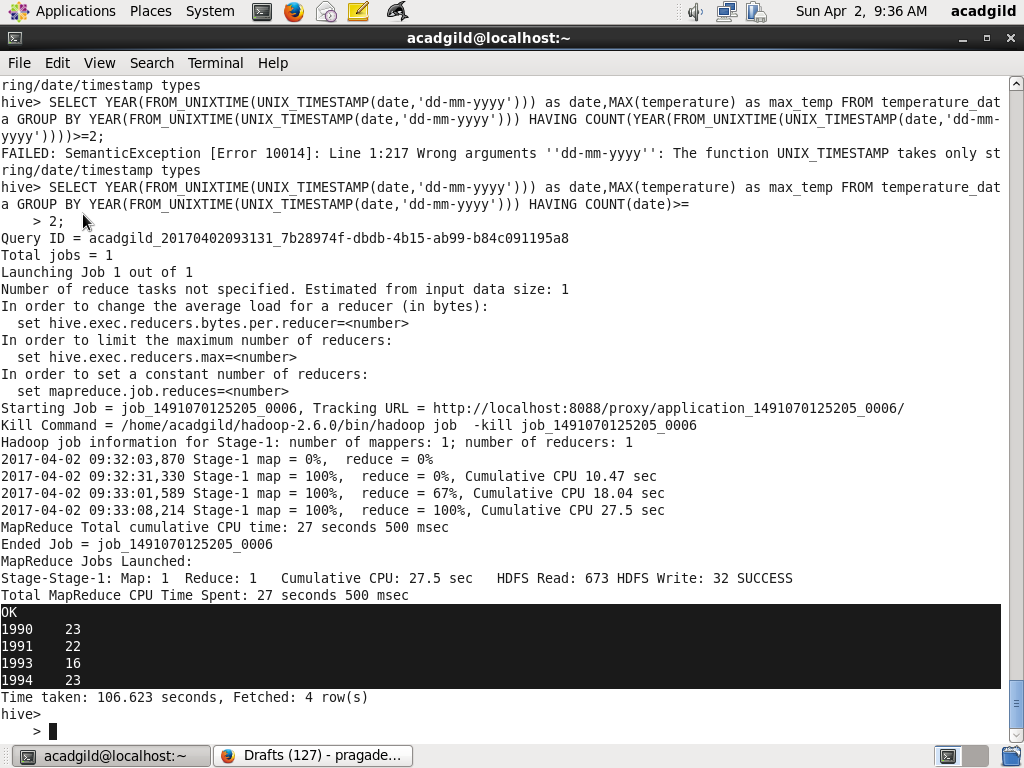 Applications Places System Sun Apr 2, 9:36 AM acadgild
acadgild@localhost:~
File Edit View Search Terminal Help
ring/date/timestamp types
hive> SELECT YEAR(FROM_UNIXTIME(UNIX_TIMESTAMP(date,'dd-mm-yyyy'))) as date,MAX(temperature) as max_temp FROM temperature_dat
a GROUP BY YEAR(FROM_UNIXTIME(UNIX_TIMESTAMP(date,'dd-mm-yyyy'))) HAVING COUNT(YEAR(FROM_UNIXTIME(UNIX_TIMESTAMP(date,'dd-mm-
yyyy'))))>=2;
FAILED: SemanticException [Error 10014]: Line 1:217 Wrong arguments ''dd-mm-yyyy'': The function UNIX_TIMESTAMP takes only st
ring/date/timestamp types
hive> SELECT YEAR(FROM_UNIXTIME(UNIX_TIMESTAMP(date,'dd-mm-yyyy'))) as date,MAX(temperature) as max_temp FROM temperature_dat
a GROUP BY YEAR(FROM_UNIXTIME(UNIX_TIMESTAMP(date,'dd-mm-yyyy'))) HAVING COUNT(date)>=
    > 2;
Query ID = acadgild_20170402093131_7b28974f-dbdb-4b15-ab99-b84c091195a8
Total jobs = 1
Launching Job 1 out of 1
Number of reduce tasks not specified. Estimated from input data size: 1
In order to change the average load for a reducer (in bytes):
  set hive.exec.reducers.bytes.per.reducer=<number>
In order to limit the maximum number of reducers:
  set hive.exec.reducers.max=<number>
In order to set a constant number of reducers:
  set mapreduce.job.reduces=<number>
Starting Job = job_1491070125205_0006, Tracking URL = http://localhost:8088/proxy/application_1491070125205_0006/
Kill Command = /home/acadgild/hadoop-2.6.0/bin/hadoop job  -kill job_1491070125205_0006
Hadoop job information for Stage-1: number of mappers: 1; number of reducers: 1
2017-04-02 09:32:03,870 Stage-1 map = 0%,  reduce = 0%
2017-04-02 09:32:31,330 Stage-1 map = 100%,  reduce = 0%, Cumulative CPU 10.47 sec
2017-04-02 09:33:01,589 Stage-1 map = 100%,  reduce = 67%, Cumulative CPU 18.04 sec
2017-04-02 09:33:08,214 Stage-1 map = 100%,  reduce = 100%, Cumulative CPU 27.5 sec
MapReduce Total cumulative CPU time: 27 seconds 500 msec
Ended Job = job_1491070125205_0006
MapReduce Jobs Launched:
Stage-Stage-1: Map: 1  Reduce: 1   Cumulative CPU: 27.5 sec   HDFS Read: 673 HDFS Write: 32 SUCCESS
Total MapReduce CPU Time Spent: 27 seconds 500 msec
OK
1990    23
1991    22
1993    16
1994    23
Time taken: 106.623 seconds, Fetched: 4 row(s)
hive>
    >
acadgild@localhost:~ Drafts (127) - pragade...